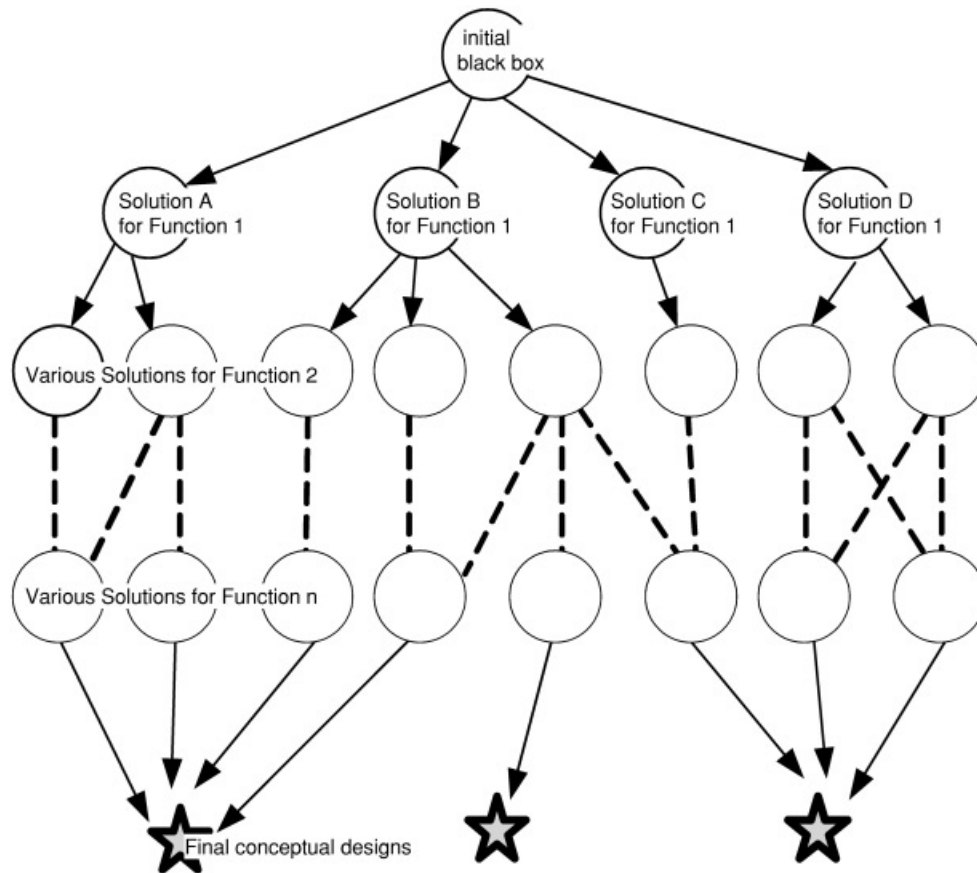 initial
black box
Solution A
for Function 1
Solution B
for Function 1
Solution C
for Function 1
Solution D
for Function 1
Various Solutions for Function 2
Various Solutions for Function n
Final conceptual designs